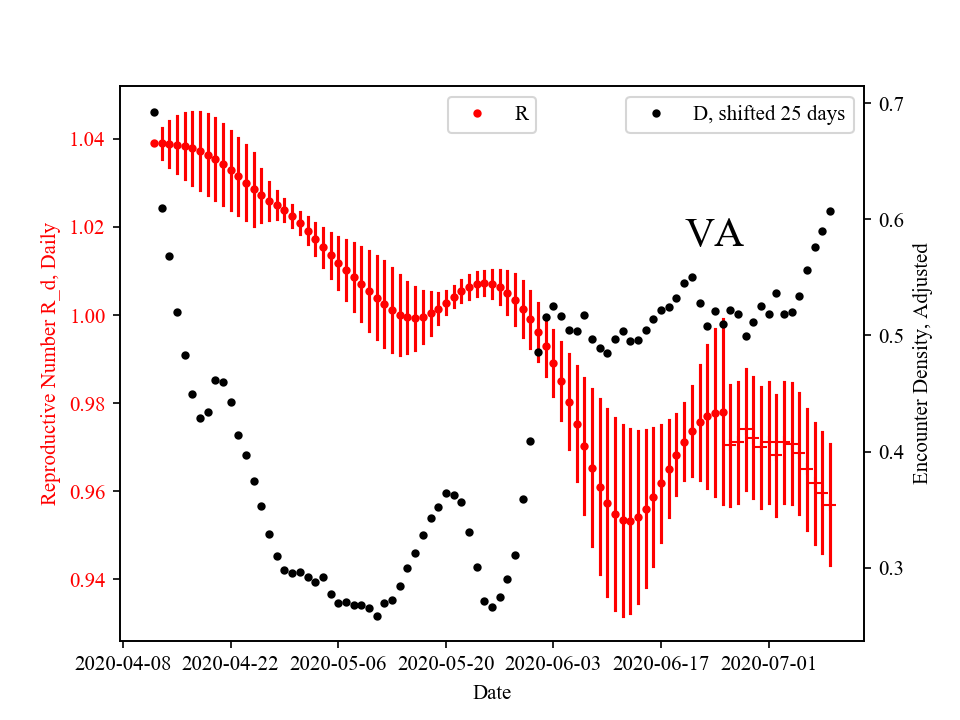 R
D, shifted 25 days
VA
Reproductive Number R_d, Daily
1.04
1.02
1.00
0.98
0.96
0.94
Encounter Density, Adjusted
0.7
0.6
0.5
0.4
0.3
2020-04-08 2020-04-22 2020-05-06 2020-05-20 2020-06-03 2020-06-17 2020-07-01
Date